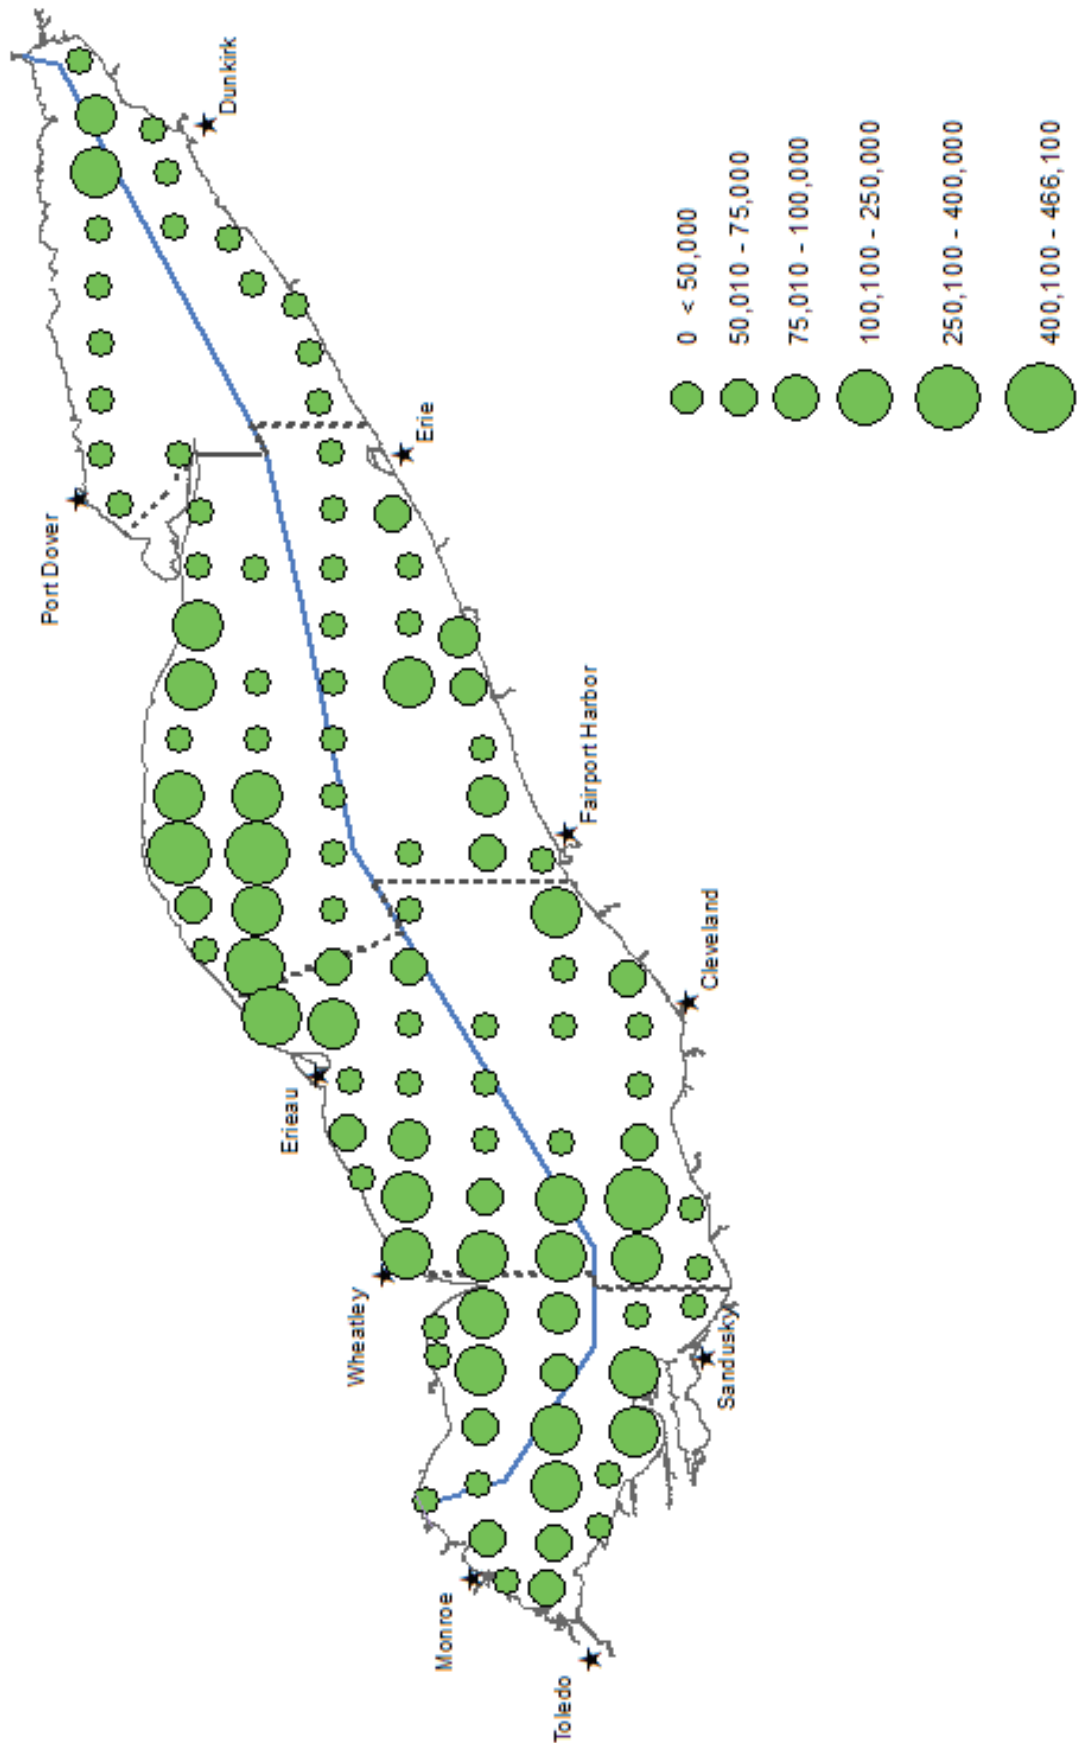 Dunkirk
Port Dover
Erie
Fairport Harbor
Erieau
Cleveland
Wheatley
Sandusky
Monroe
Toledo
0 < 50,000
50,010 - 75,000
75,010 - 100,000
100,100 - 250,000
250,100 - 400,000
400,100 - 466,100